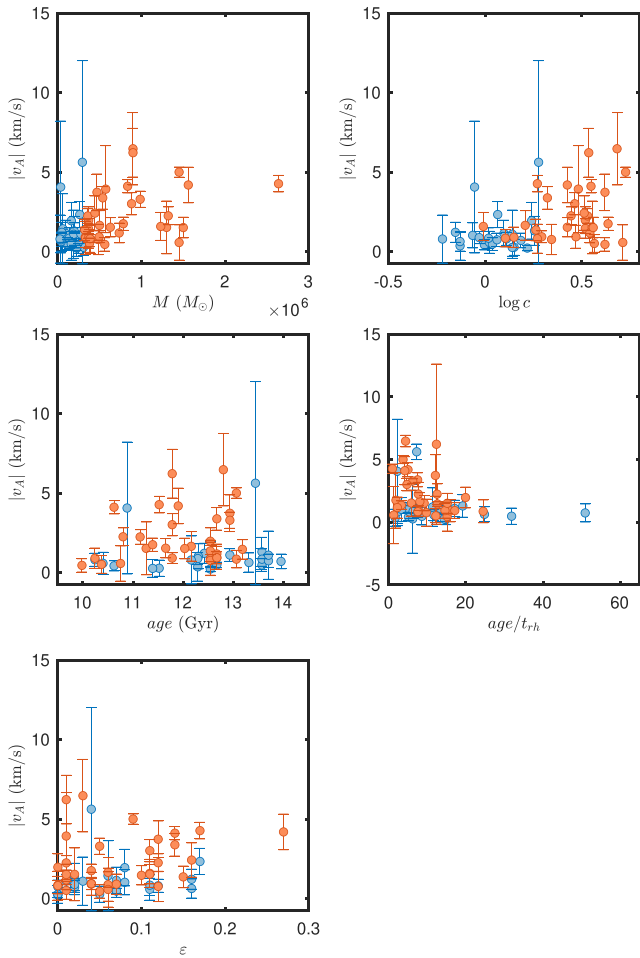 15
10
5
0
|v_A| (km/s)
0 1 2 3
M (M_⊙) ×10^6
15
10
5
0
|v_A| (km/s)
-0.5 0 0.5
log c
15
10
5
0
|v_A| (km/s)
10 11 12 13 14
age (Gyr)
15
10
5
0
-5
|v_A| (km/s)
0 20 40 60
age/t_rh
15
10
5
0
|v_A| (km/s)
0 0.1 0.2 0.3
ε